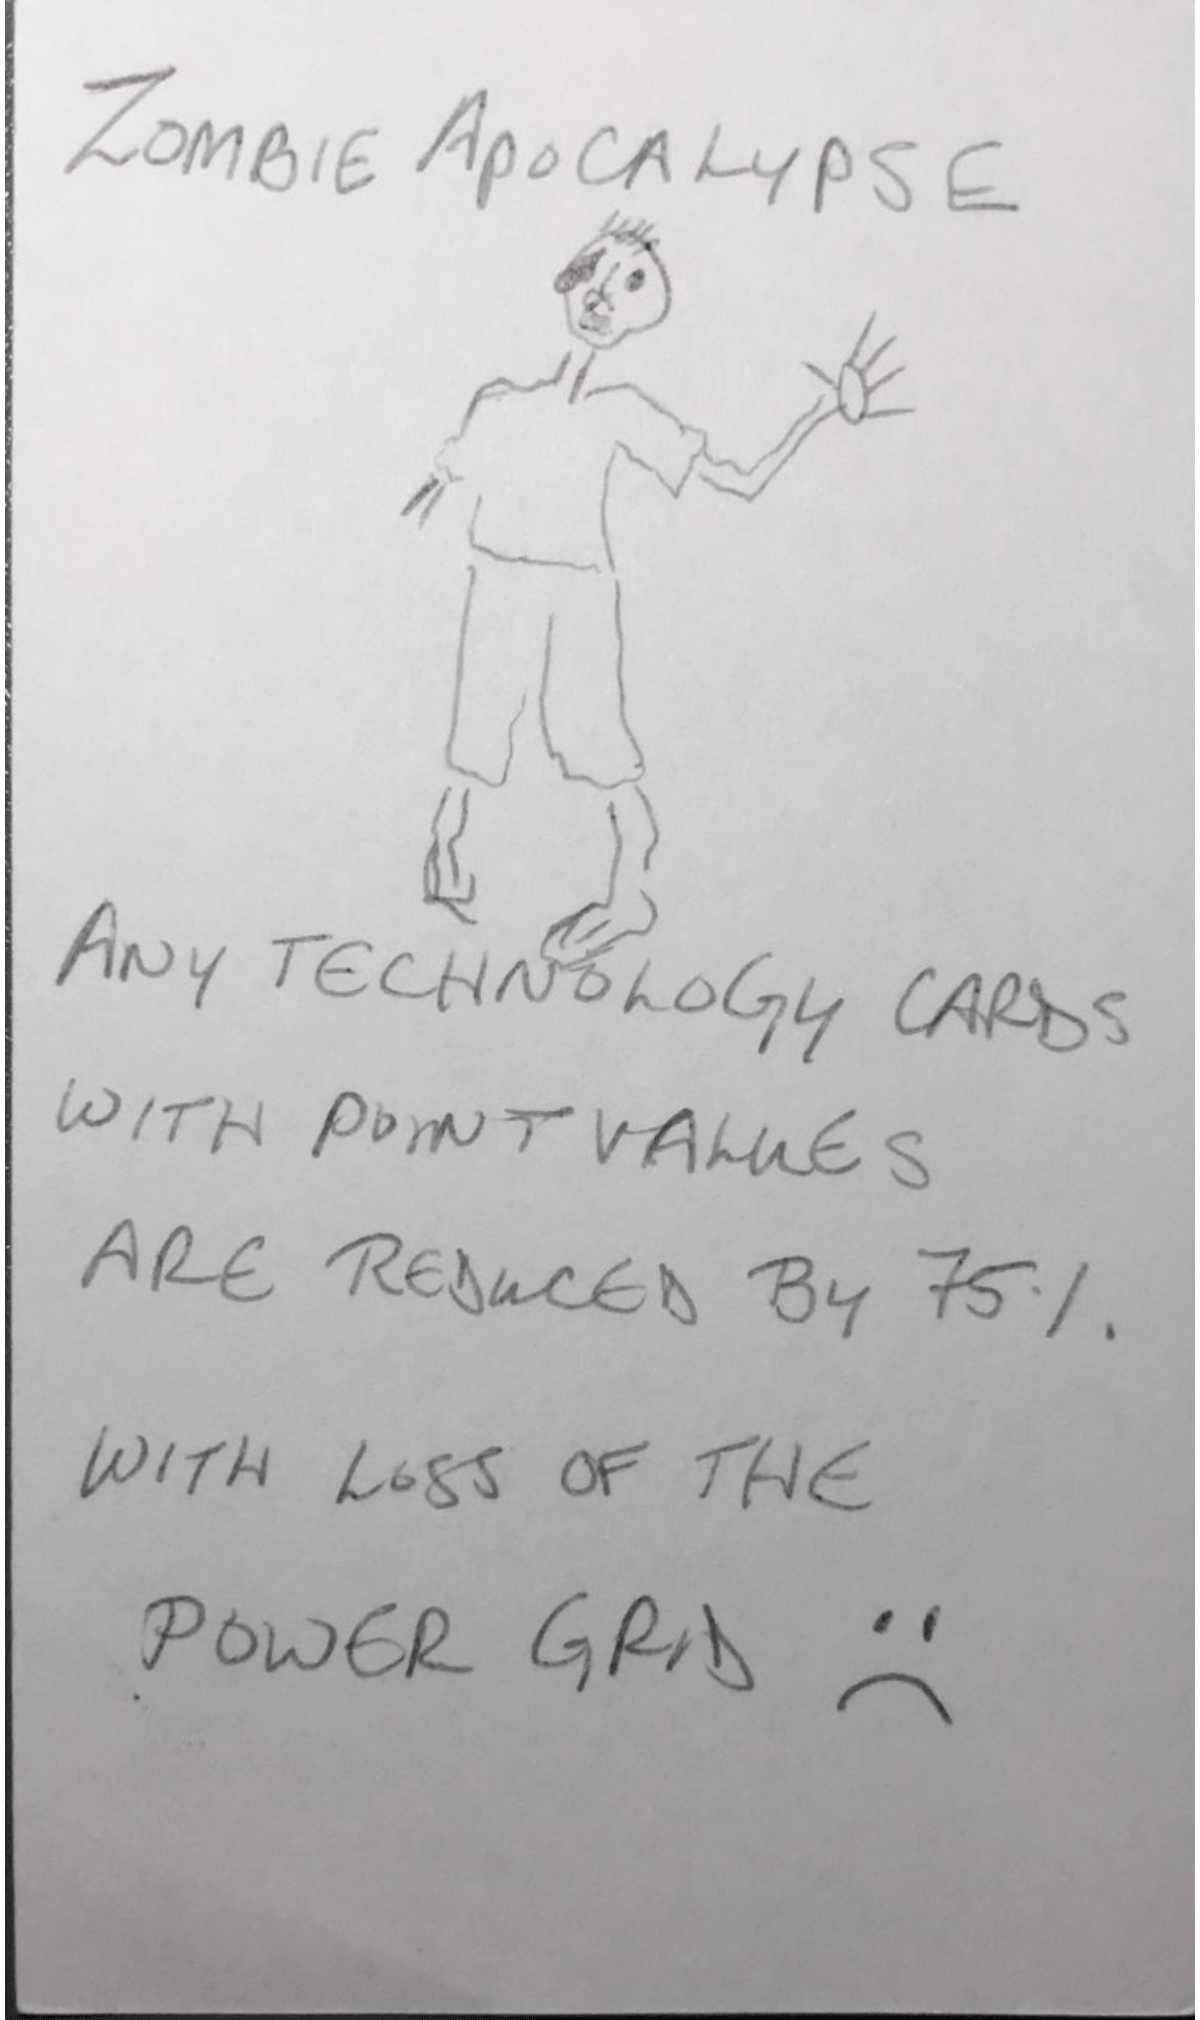 ZOMBIE APOCALYPSE
ANY TECHNOLOGY CARDS
WITH POINT VALUES
ARE REDUCED BY 75%.
WITH LOSS OF THE
POWER GRID :(